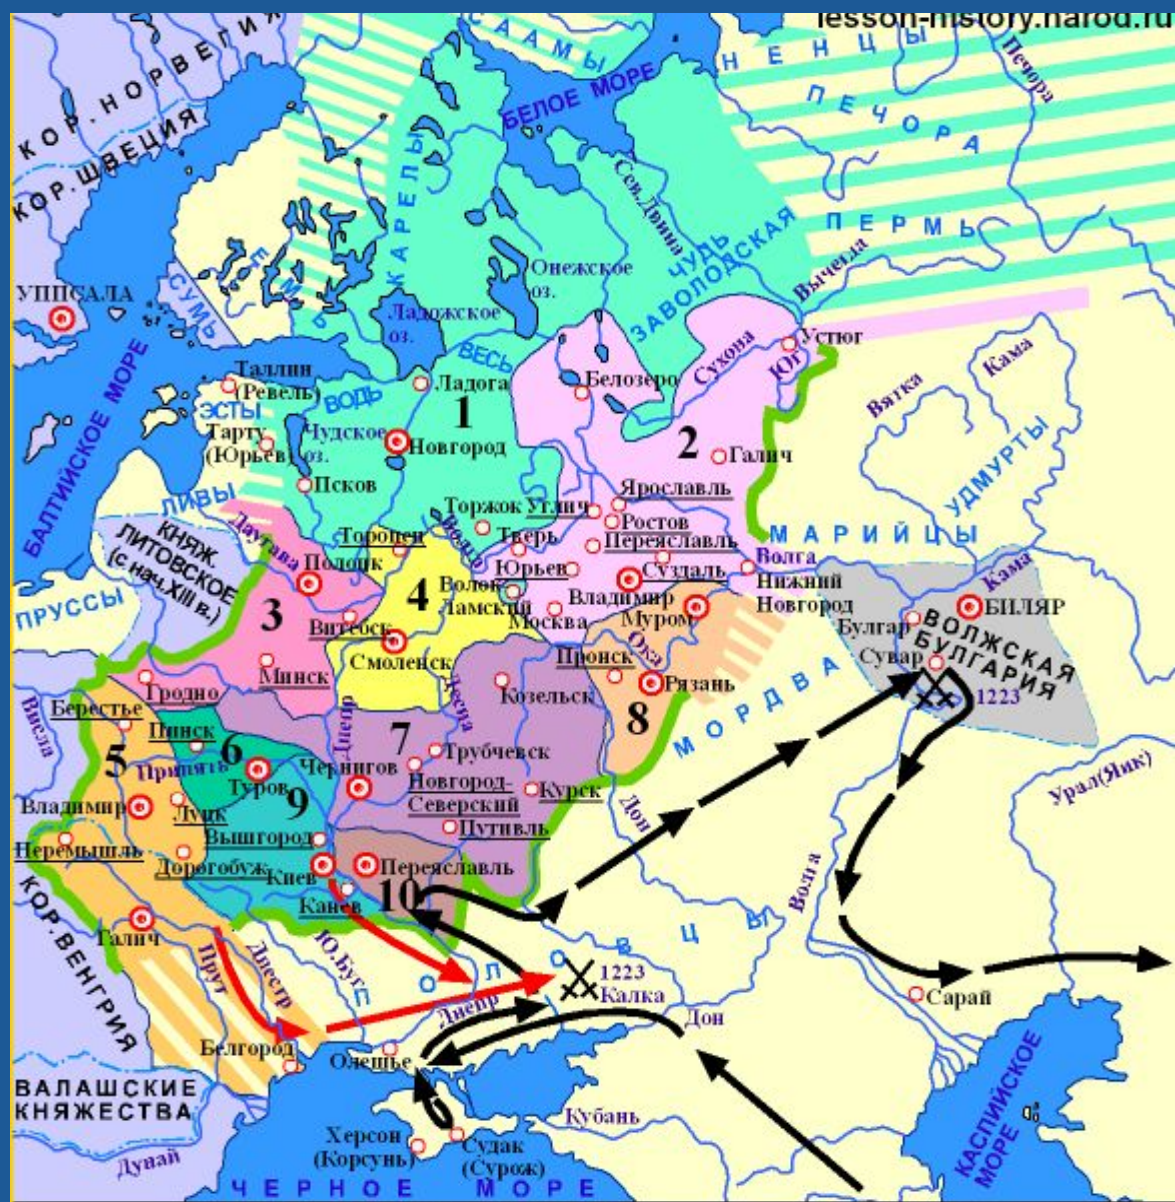 lesson-history.narod.ru
СААМЫ
НЕНЦЫ
Печора
КОР. НОРВЕГИЯ
БЕЛОЕ МОРЕ
ПЕЧОРА
КОР. ШВЕЦИЯ
КАРЕЛЫ
Сев.Двина
ПЕРМЬ
ЧУДЬ
ЗАВОЛОДСКАЯ
ЕМЬ
Онежское
оз.
Вычегда
СУМЬ
УППСАЛА
Ладожское
оз.
Устюг
ВЕСЬ
Сухона
Юг
Кама
БАЛТИЙСКОЕ МОРЕ
Таллин
(Ревель)
ВОДЬ
Ладога
Белозеро
Вятка
ЭСТЫ
1
Тарту
(Юрьев)
Чудское
оз.
Новгород
2
Галич
УДМУРТЫ
Псков
ЛИВЫ
Торжок
Углич
Ярославль
Ростов
МАРИЙЦЫ
КНЯЖ.
ЛИТОВСКОЕ
(с нач.XIII в.)
Даугава
Торопец
Волга
Тверь
Переяславль
Волга
Полоцк
Юрьев
Суздаль
Нижний
Новгород
Кама
ПРУССЫ
3
4
Волок-
Ламский
Владимир
БИЛЯР
Витебск
Москва
Муром
Булгар
ВОЛЖСКАЯ
БУЛГАРИЯ
Смоленск
Ока
Сувар
Минск
Пронск
Гродно
Десна
Козельск
Рязань
1223
Берестье
8
МОРДВА
Висла
Пинск
Днепр
7
5
6
Трубчевск
Припять
Туров
Чернигов
Новгород-
Северский
Курск
Урал(Яик)
Владимир
Луцк
9
Дон
Вышгород
Путивль
Перемышль
Дорогобуж
Киев
Переяславль
Волга
КОР. ВЕНГРИЯ
Канев
10
Галич
ПОЛОВЦЫ
Прут
Днестр
Ю.Буг
1223
Калка
Сарай
Днепр
Дон
Белгород
Олешье
КАСПИЙСКОЕ
МОРЕ
ВАЛАШСКИЕ
КНЯЖЕСТВА
Кубань
Херсон
(Корсунь)
Судак
(Сурож)
Дунай
ЧЕРНОЕ МОРЕ